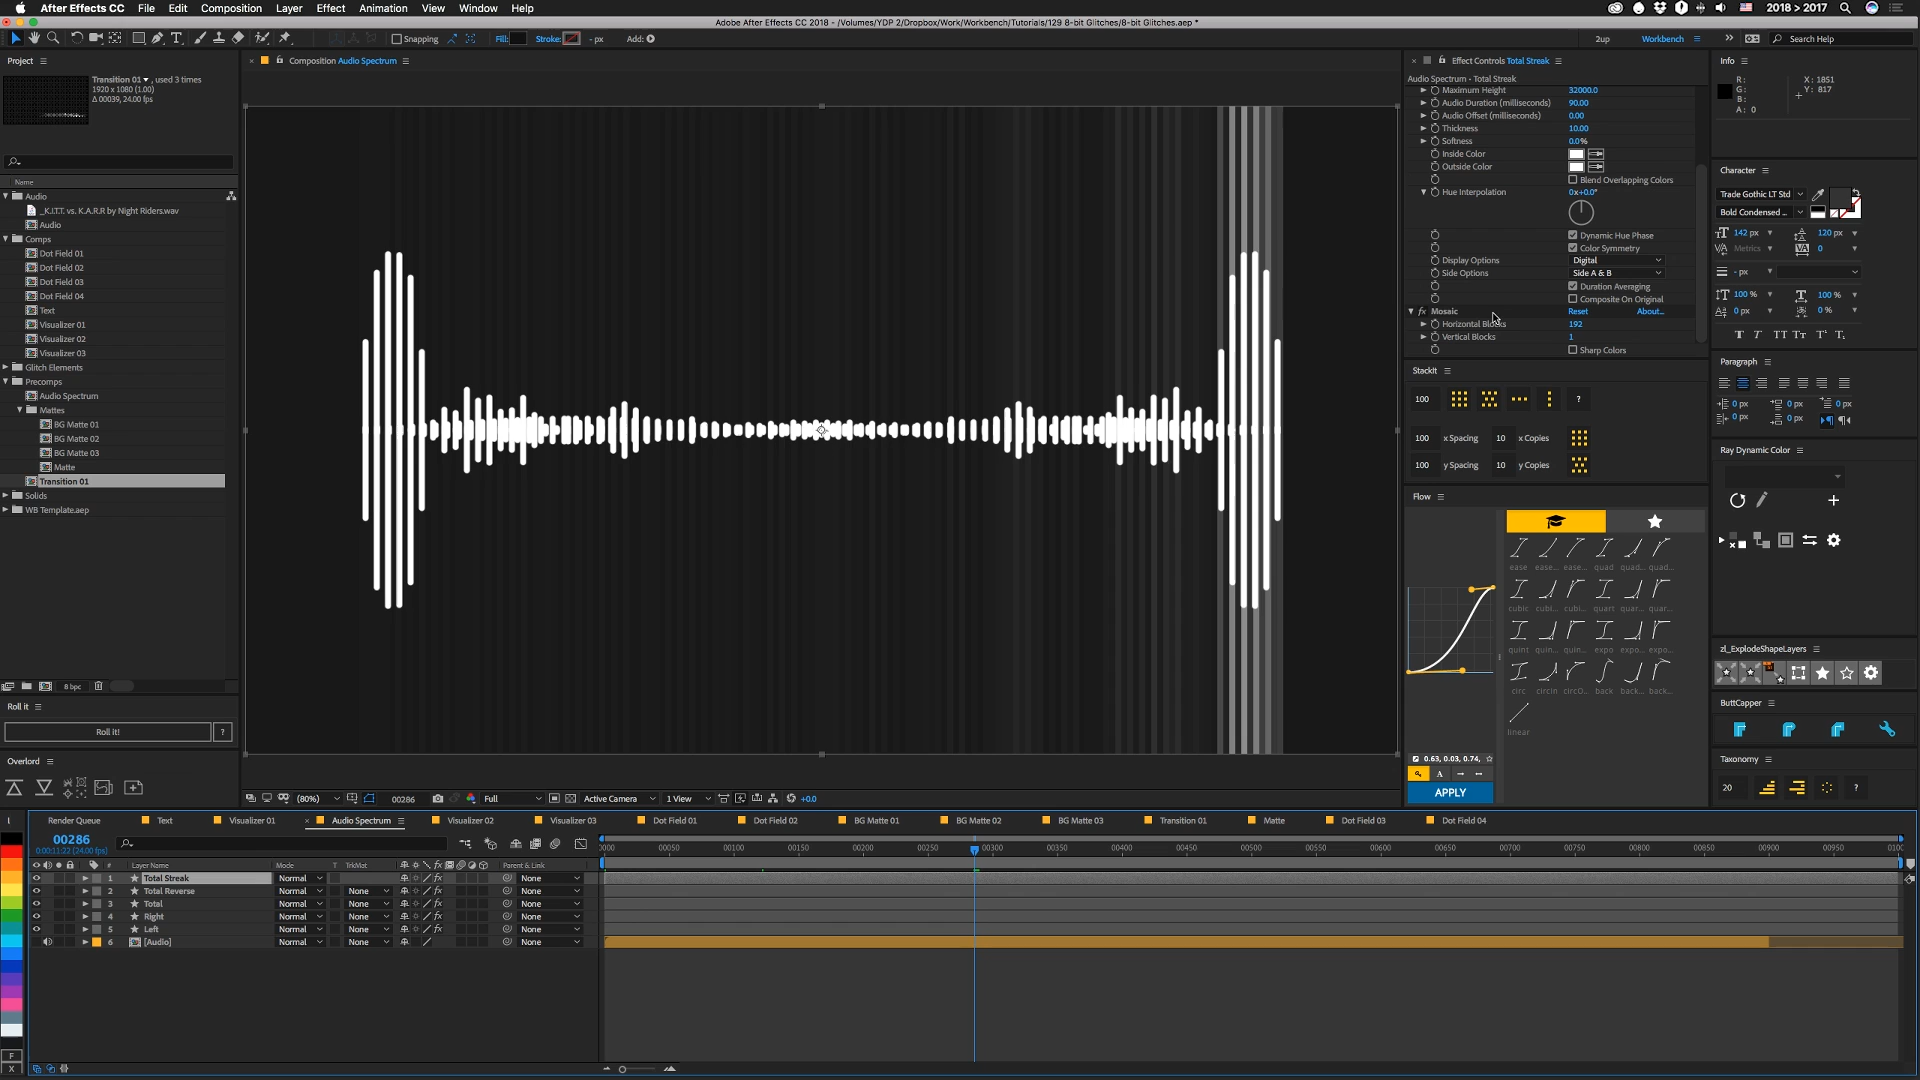 After Effects CC File Edit Composition Layer Effect Animation View Window Help 2018 > 2017
Adobe After Effects CC 2018 - /Volumes/YDP 2/Dropbox/Work/Workbench/Tutorials/129 8-bit Glitches/8-bit Glitches.aep *
Snapping Fill: Stroke: - px Add: 2up Workbench Search Help
Project
Transition 01 , used 3 times
1920 x 1080 (1.00)
Δ 00039, 24.00 fps
Name
Audio
_K.I.T.T. vs. K.A.R.R by Night Riders.wav
Audio
Comps
Dot Field 01
Dot Field 02
Dot Field 03
Dot Field 04
Text
Visualizer 01
Visualizer 02
Visualizer 03
Glitch Elements
Precomps
Audio Spectrum
Mattes
BG Matte 01
BG Matte 02
BG Matte 03
Matte
Transition 01
Solids
WB Template.aep
8 bpc
Roll it
Roll it! ?
Overlord
Composition Audio Spectrum
(80%) 00286 Full Active Camera 1 View +0.0
Effect Controls Total Streak
Audio Spectrum • Total Streak
Maximum Height 32000.0
Audio Duration (milliseconds) 90.00
Audio Offset (milliseconds) 0.00
Thickness 10.00
Softness 0.0%
Inside Color
Outside Color
Blend Overlapping Colors
Hue Interpolation 0x+0.0°
Dynamic Hue Phase
Color Symmetry
Display Options Digital
Side Options Side A & B
Duration Averaging
Composite On Original
fx Mosaic Reset About...
Horizontal Blocks 192
Vertical Blocks 1
Sharp Colors
Stackit
100 ?
100 x Spacing 10 x Copies
100 y Spacing 10 y Copies
Flow
ease ease... ease... quad quad... quad...
cubic cubi... cubi... quart quar... quar...
quint quin... quin... expo expo... expo...
circ circIn circO... back back... back...
linear
0.63, 0.03, 0.74,
A
APPLY
Info
R: X: 1851
G: Y: 817
B:
A: 0
Character
Trade Gothic LT Std
Bold Condensed ...
142 px 120 px
Metrics 0
- px
100 % 100 %
0 px 0 %
Paragraph
0 px 0 px 0 px
0 px 0 px
Ray Dynamic Color
zl_ExplodeShapeLayers
ButtCapper
Taxonomy
20 ?
Render Queue Text Visualizer 01 Audio Spectrum Visualizer 02 Visualizer 03 Dot Field 01 Dot Field 02 BG Matte 01 BG Matte 02 BG Matte 03 Transition 01 Matte Dot Field 03 Dot Field 04
00286
0:00:11:22 (24.00 fps)
0000 00050 00100 00150 00200 00250 00300 00350 00400 00450 00500 00550 00600 00650 00700 00750 00800 00850 00900 00950 0100
# Layer Name Mode T TrkMat Parent & Link
1 Total Streak Normal None
2 Total Reverse Normal None None
3 Total Normal None None
4 Right Normal None None
5 Left Normal None None
6 [Audio] Normal None None
F
X